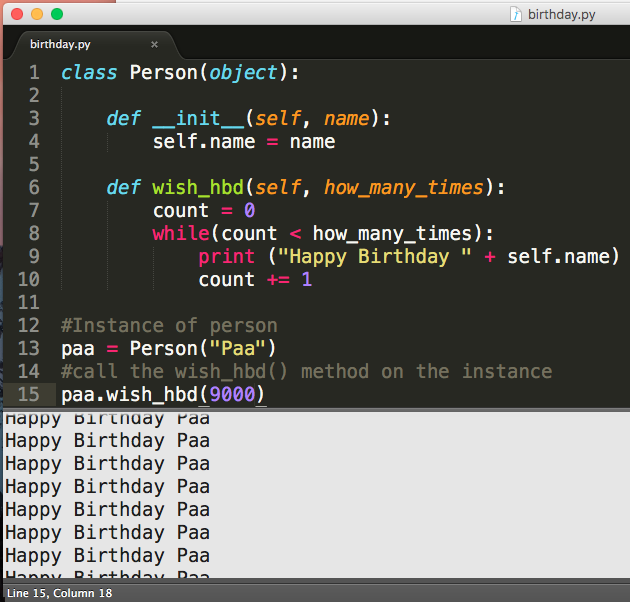 birthday.py
birthday.py ×
1 class Person(object):
2
3     def __init__(self, name):
4         self.name = name
5
6     def wish_hbd(self, how_many_times):
7         count = 0
8         while(count < how_many_times):
9             print ("Happy Birthday " + self.name)
10             count += 1
11
12 #Instance of person
13 paa = Person("Paa")
14 #call the wish_hbd() method on the instance
15 paa.wish_hbd(9000)
Happy Birthday Paa
Happy Birthday Paa
Happy Birthday Paa
Happy Birthday Paa
Happy Birthday Paa
Happy Birthday Paa
Happy Birthday Paa
Happy Birthday Paa
Line 15, Column 18